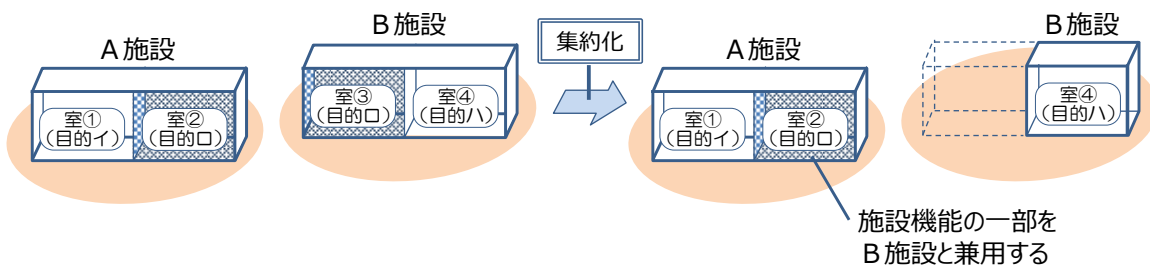 A施設
室①
(目的イ)
室②
(目的ロ)
B施設
室③
(目的ロ)
室④
(目的ハ)
集約化
A施設
室①
(目的イ)
室②
(目的ロ)
B施設
室④
(目的ハ)
施設機能の一部を
B施設と兼用する